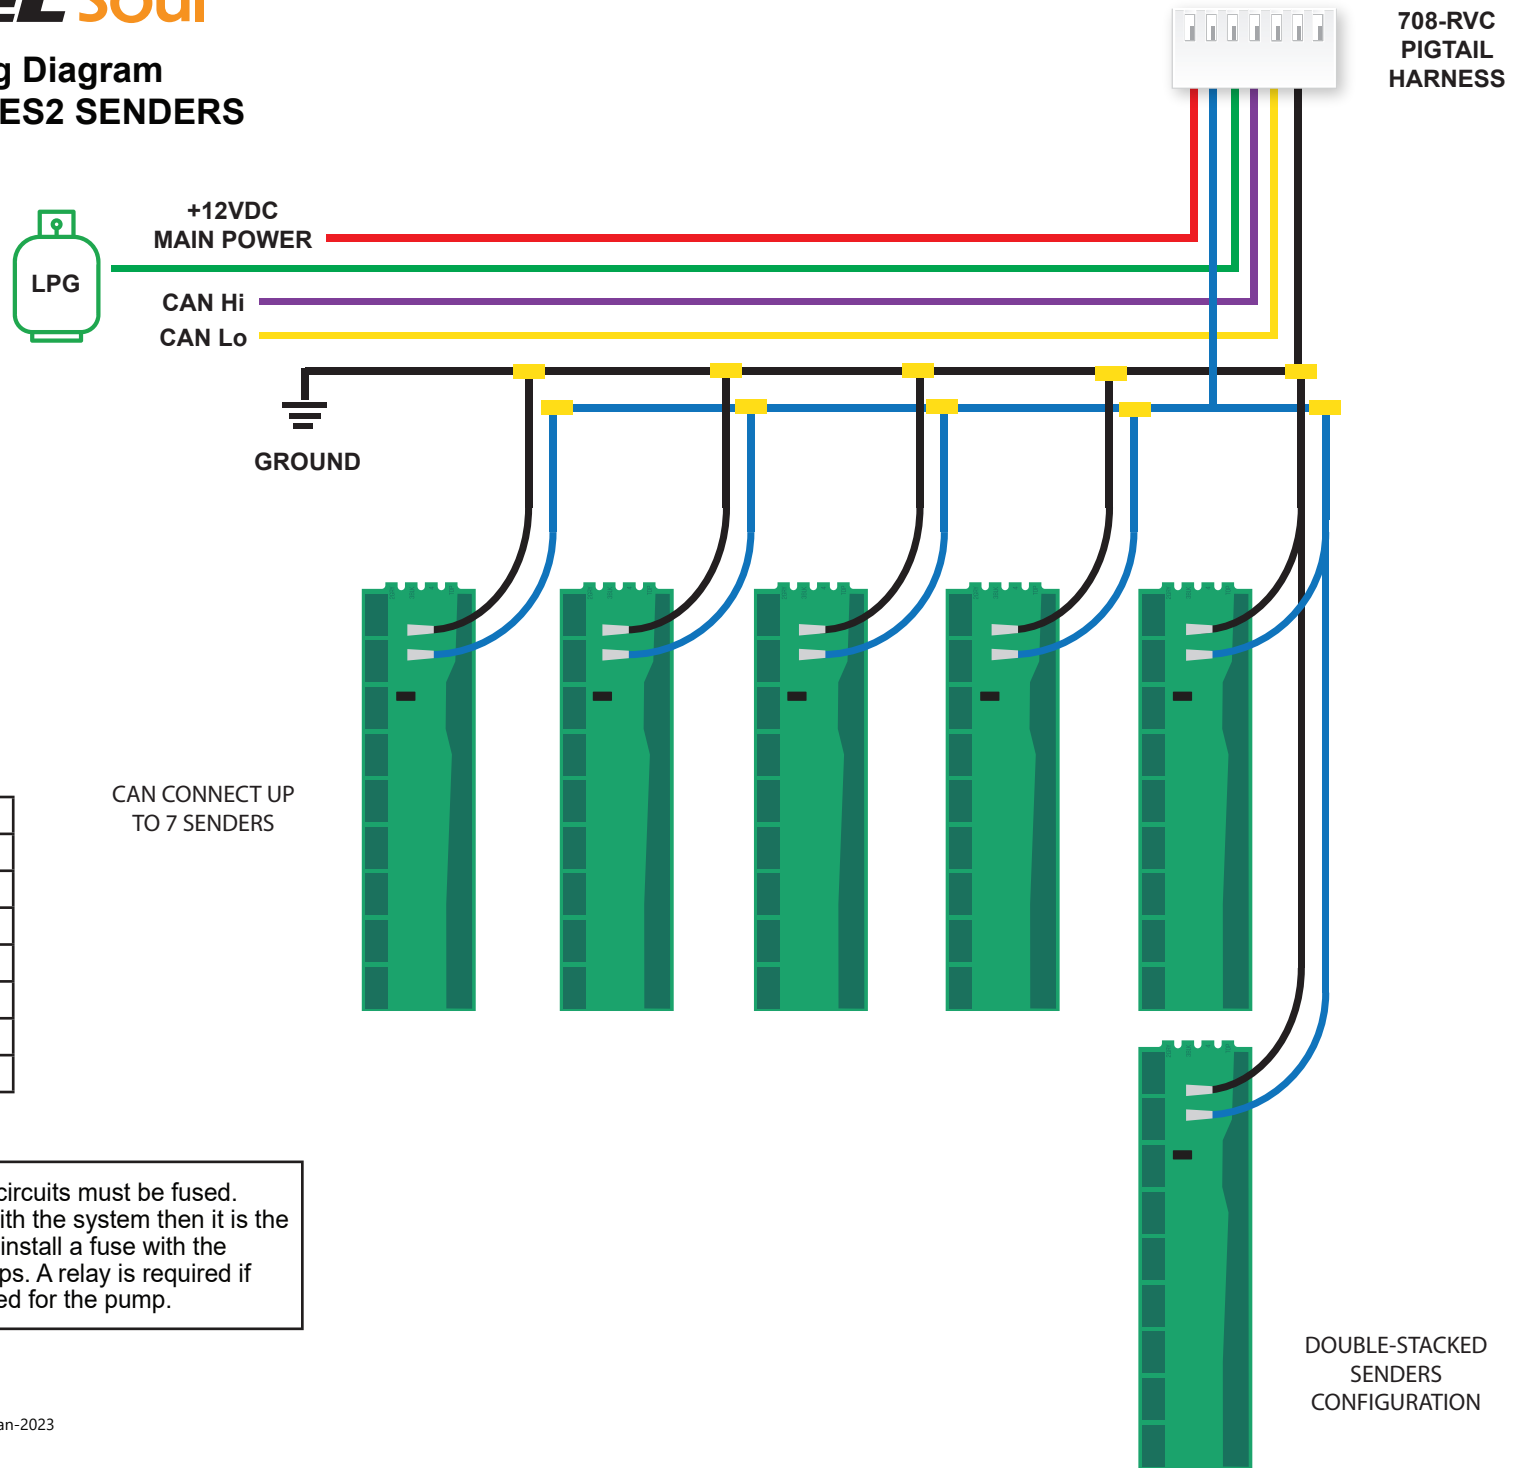 Soul
g Diagram
ES2 SENDERS
708-RVC
PIGTAIL
HARNESS
+12VDC
MAIN POWER
LPG
CAN Hi
CAN Lo
GROUND
CAN CONNECT UP
TO 7 SENDERS
circuits must be fused.
ith the system then it is the
install a fuse with the
ps. A relay is required if
ed for the pump.
DOUBLE-STACKED
SENDERS
CONFIGURATION
an-2023